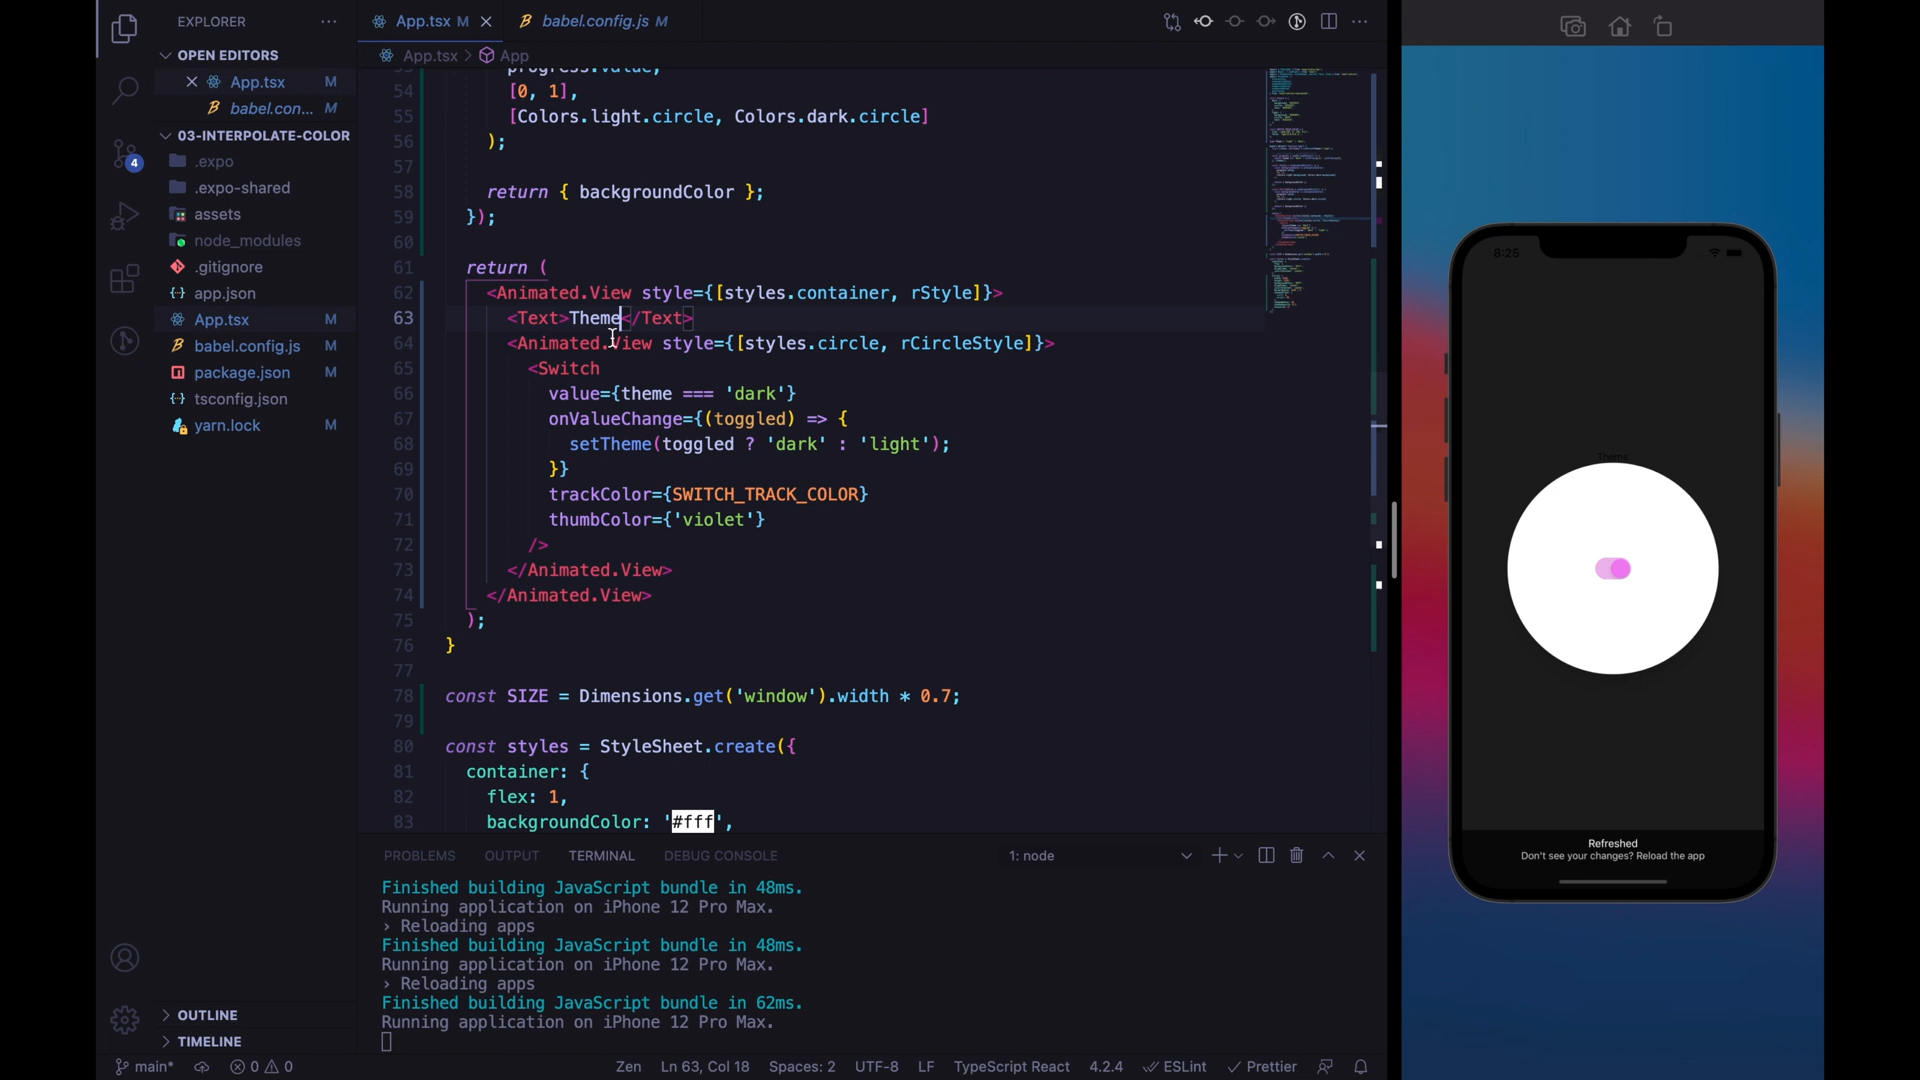 EXPLORER
App.tsx M
babel.config.js M
OPEN EDITORS
App.tsx M
babel.con... M
03-INTERPOLATE-COLOR
.expo
.expo-shared
assets
node_modules
.gitignore
app.json
App.tsx M
babel.config.js M
package.json M
tsconfig.json
yarn.lock M
4
OUTLINE
TIMELINE
App.tsx > App
progress.value,
54 [0, 1],
55 [Colors.light.circle, Colors.dark.circle]
56 );
57
58 return { backgroundColor };
59 });
60
61 return (
62 <Animated.View style={[styles.container, rStyle]}>
63 <Text>Theme</Text>
64 <Animated.View style={[styles.circle, rCircleStyle]}>
65 <Switch
66 value={theme === 'dark'}
67 onValueChange={(toggled) => {
68 setTheme(toggled ? 'dark' : 'light');
69 }}
70 trackColor={SWITCH_TRACK_COLOR}
71 thumbColor={'violet'}
72 />
73 </Animated.View>
74 </Animated.View>
75 );
76 }
77
78 const SIZE = Dimensions.get('window').width * 0.7;
79
80 const styles = StyleSheet.create({
81 container: {
82 flex: 1,
83 backgroundColor: '#fff',
PROBLEMS OUTPUT TERMINAL DEBUG CONSOLE 1: node
Finished building JavaScript bundle in 48ms.
Running application on iPhone 12 Pro Max.
› Reloading apps
Finished building JavaScript bundle in 48ms.
Running application on iPhone 12 Pro Max.
› Reloading apps
Finished building JavaScript bundle in 62ms.
Running application on iPhone 12 Pro Max.
main* 0 0 Zen Ln 63, Col 18 Spaces: 2 UTF-8 LF TypeScript React 4.2.4 ESLint Prettier
8:25
Theme
Refreshed
Don't see your changes? Reload the app